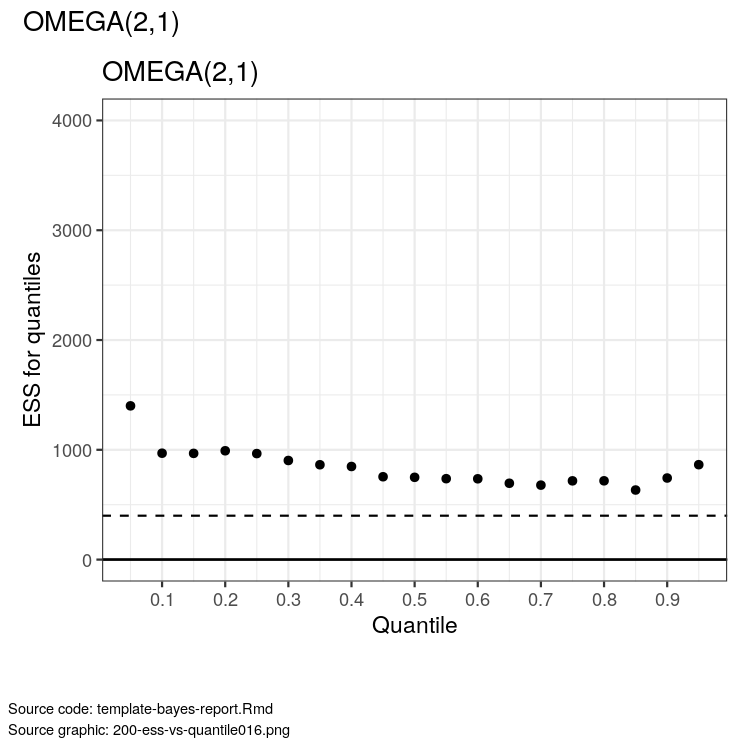 OMEGA(2,1)
OMEGA(2,1)
4000
3000
2000
1000
0
ESS for quantiles
0.1 0.2 0.3 0.4 0.5 0.6 0.7 0.8 0.9
Quantile
Source code: template-bayes-report.Rmd
Source graphic: 200-ess-vs-quantile016.png